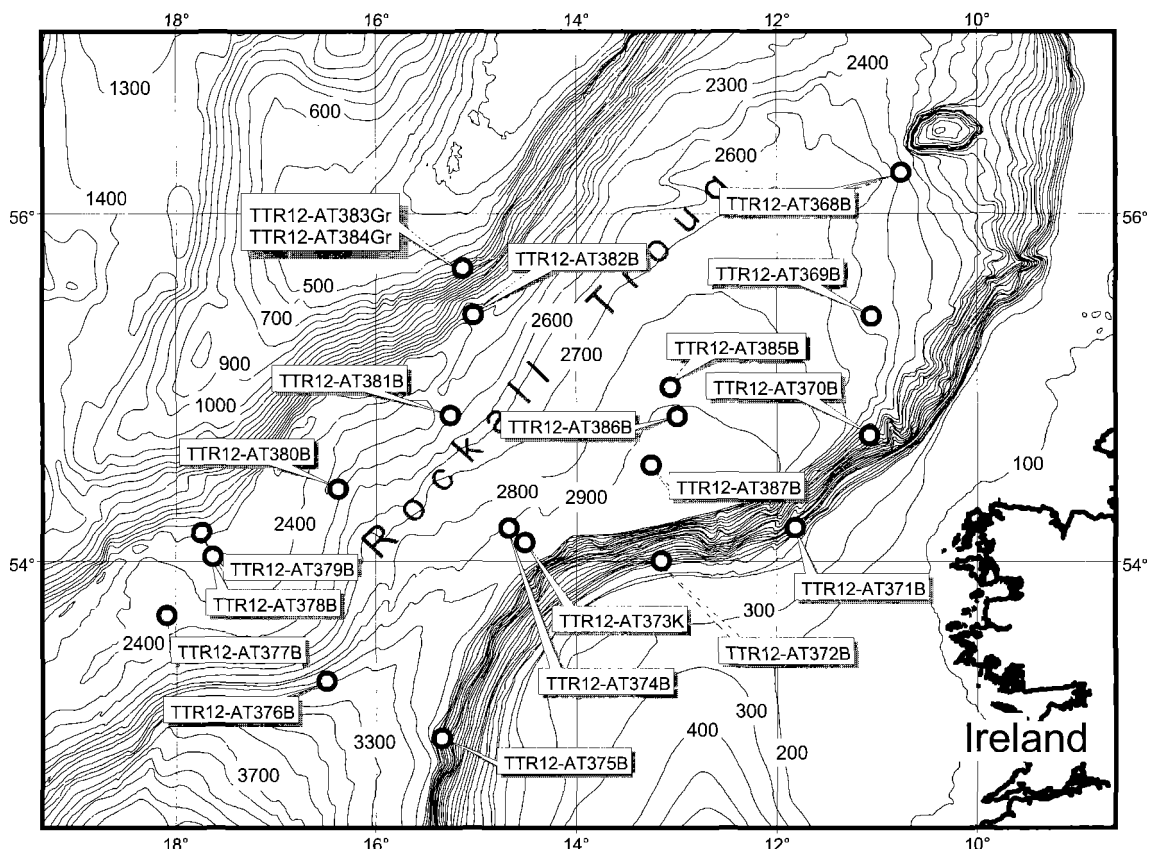 18° 16° 14° 12° 10°
1300
600
2300
2400
2600
1400
TTR12-AT368B
56°
56°
TTR12-AT383Gr
TTR12-AT384Gr
TTR12-AT382B
TTR12-AT369B
500
700
2600
Rockall Troug
2700
TTR12-AT385B
900
TTR12-AT381B
TTR12-AT370B
1000
TTR12-AT386B
TTR12-AT380B
100
TTR12-AT387B
2800
2900
2400
54°
54°
TTR12-AT379B
TTR12-AT371B
TTR12-AT378B
300
TTR12-AT373K
2400
TTR12-AT377B
TTR12-AT372B
TTR12-AT374B
TTR12-AT376B
300
200
400
Ireland
3300
TTR12-AT375B
3700
18° 16° 14° 12° 10°